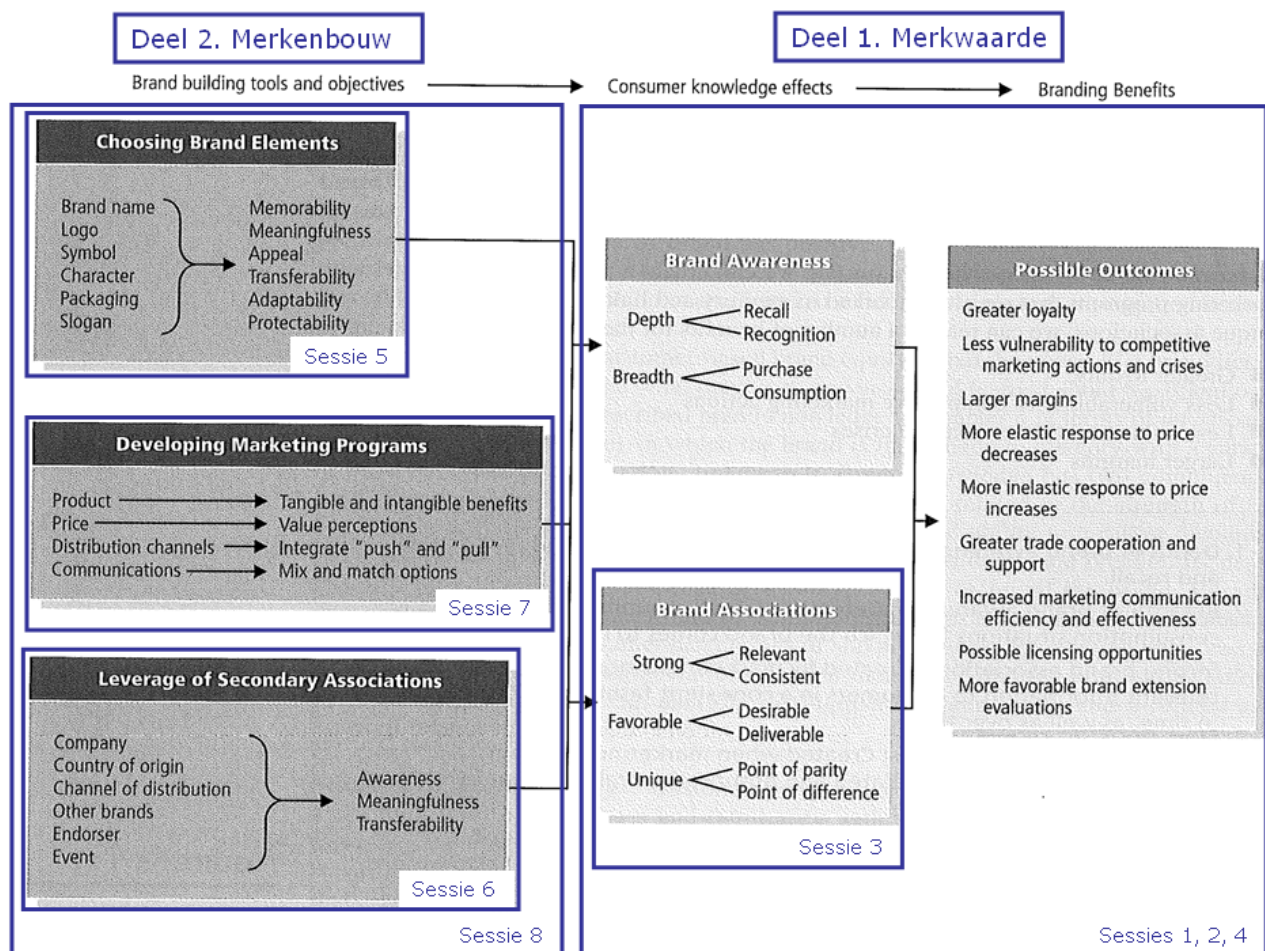 Deel 2. Merkenbouw
Deel 1. Merkwaarde
Brand building tools and objectives
Consumer knowledge effects
Branding Benefits
Choosing Brand Elements
Brand name
Logo
Symbol
Character
Packaging
Slogan
Memorability
Meaningfulness
Appeal
Transferability
Adaptability
Protectability
Sessie 5
Developing Marketing Programs
Product
Tangible and intangible benefits
Price
Value perceptions
Distribution channels
Integrate “push” and “pull”
Communications
Mix and match options
Sessie 7
Leverage of Secondary Associations
Company
Country of origin
Channel of distribution
Other brands
Endorser
Event
Awareness
Meaningfulness
Transferability
Sessie 6
Sessie 8
Brand Awareness
Depth
Recall
Recognition
Breadth
Purchase
Consumption
Brand Associations
Strong
Relevant
Consistent
Favorable
Desirable
Deliverable
Unique
Point of parity
Point of difference
Sessie 3
Possible Outcomes
Greater loyalty
Less vulnerability to competitive
marketing actions and crises
Larger margins
More elastic response to price
decreases
More inelastic response to price
increases
Greater trade cooperation and
support
Increased marketing communication
efficiency and effectiveness
Possible licensing opportunities
More favorable brand extension
evaluations
Sessies 1, 2, 4